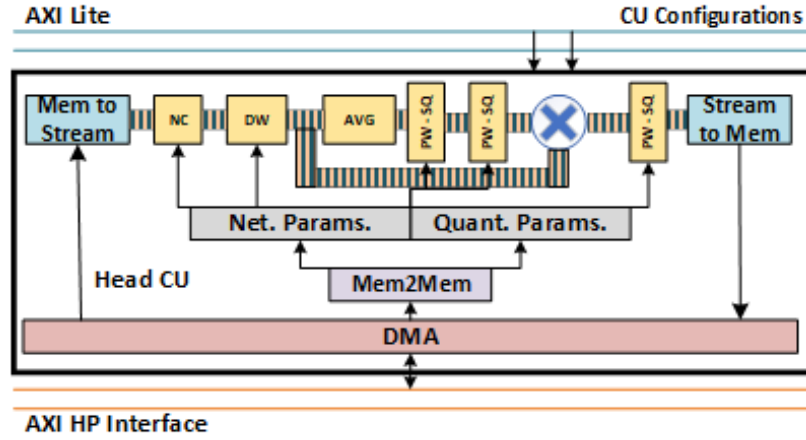 AXI Lite
CU Configurations
Mem to
Stream
NC
DW
AVG
PW - SQ
PW - SQ
PW - SQ
Stream
to Mem
Net. Params.
Quant. Params.
Head CU
Mem2Mem
DMA
AXI HP Interface